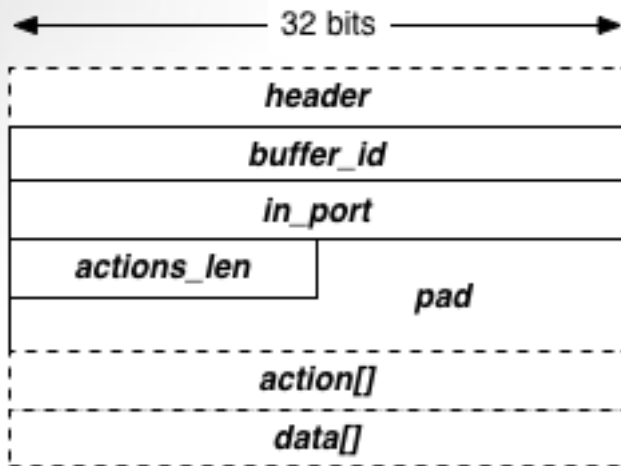 32 bits
header
buffer_id
in_port
actions_len
pad
action[]
data[]